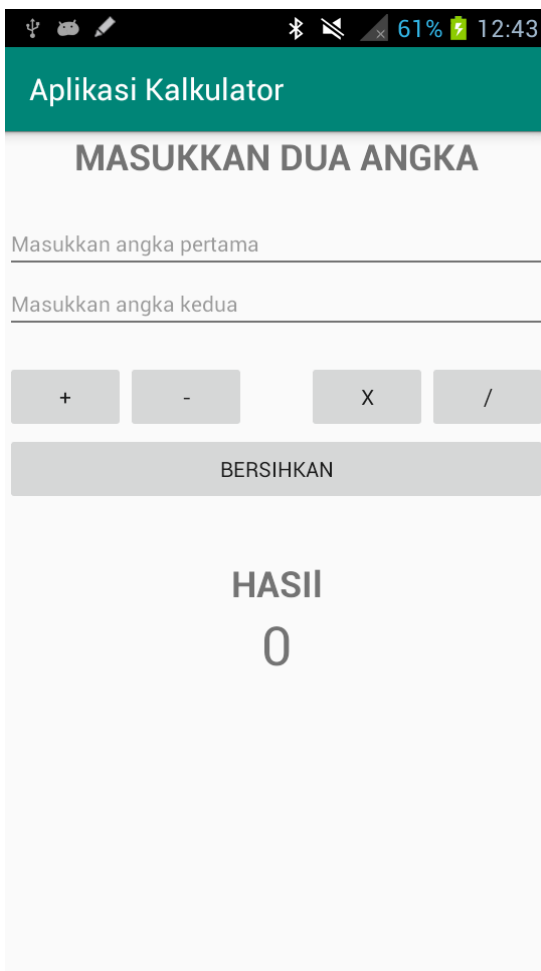 61% 12:43
Aplikasi Kalkulator
MASUKKAN DUA ANGKA
Masukkan angka pertama
Masukkan angka kedua
+ - X /
BERSIHKAN
HASIl
0